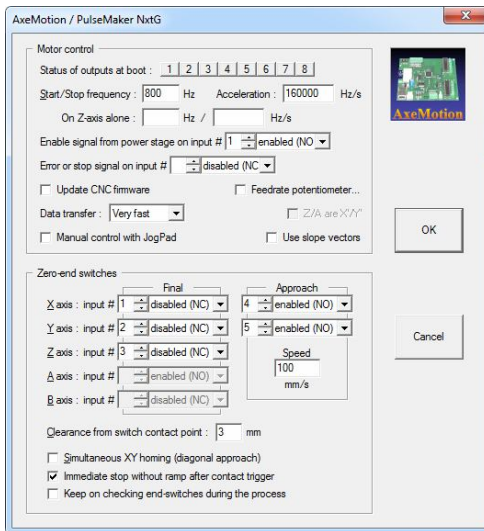 AxeMotion / PulseMaker NxtG
Motor control
Status of outputs at boot : 1 2 3 4 5 6 7 8
Start/Stop frequency : 800 Hz Acceleration : 160000 Hz/s
On Z-axis alone : Hz / Hz/s
Enable signal from power stage on input # 1 enabled (NO
Error or stop signal on input # disabled (NC
Update CNC firmware Feedrate potentiometer...
Data transfer : Very fast Z/A are X'/Y'
Manual control with JogPad Use slope vectors
AxeMotion
OK
Cancel
Zero-end switches
Final Approach
X axis : input # 1 disabled (NC) 4 enabled (NO)
Y axis : input # 2 disabled (NC) 5 enabled (NO)
Z axis : input # 3 disabled (NC) Speed
A axis : input # enabled (NO) 100
B axis : input # disabled (NC) mm/s
Clearance from switch contact point : 3 mm
Simultaneous XY homing (diagonal approach)
Immediate stop without ramp after contact trigger
Keep on checking end-switches during the process